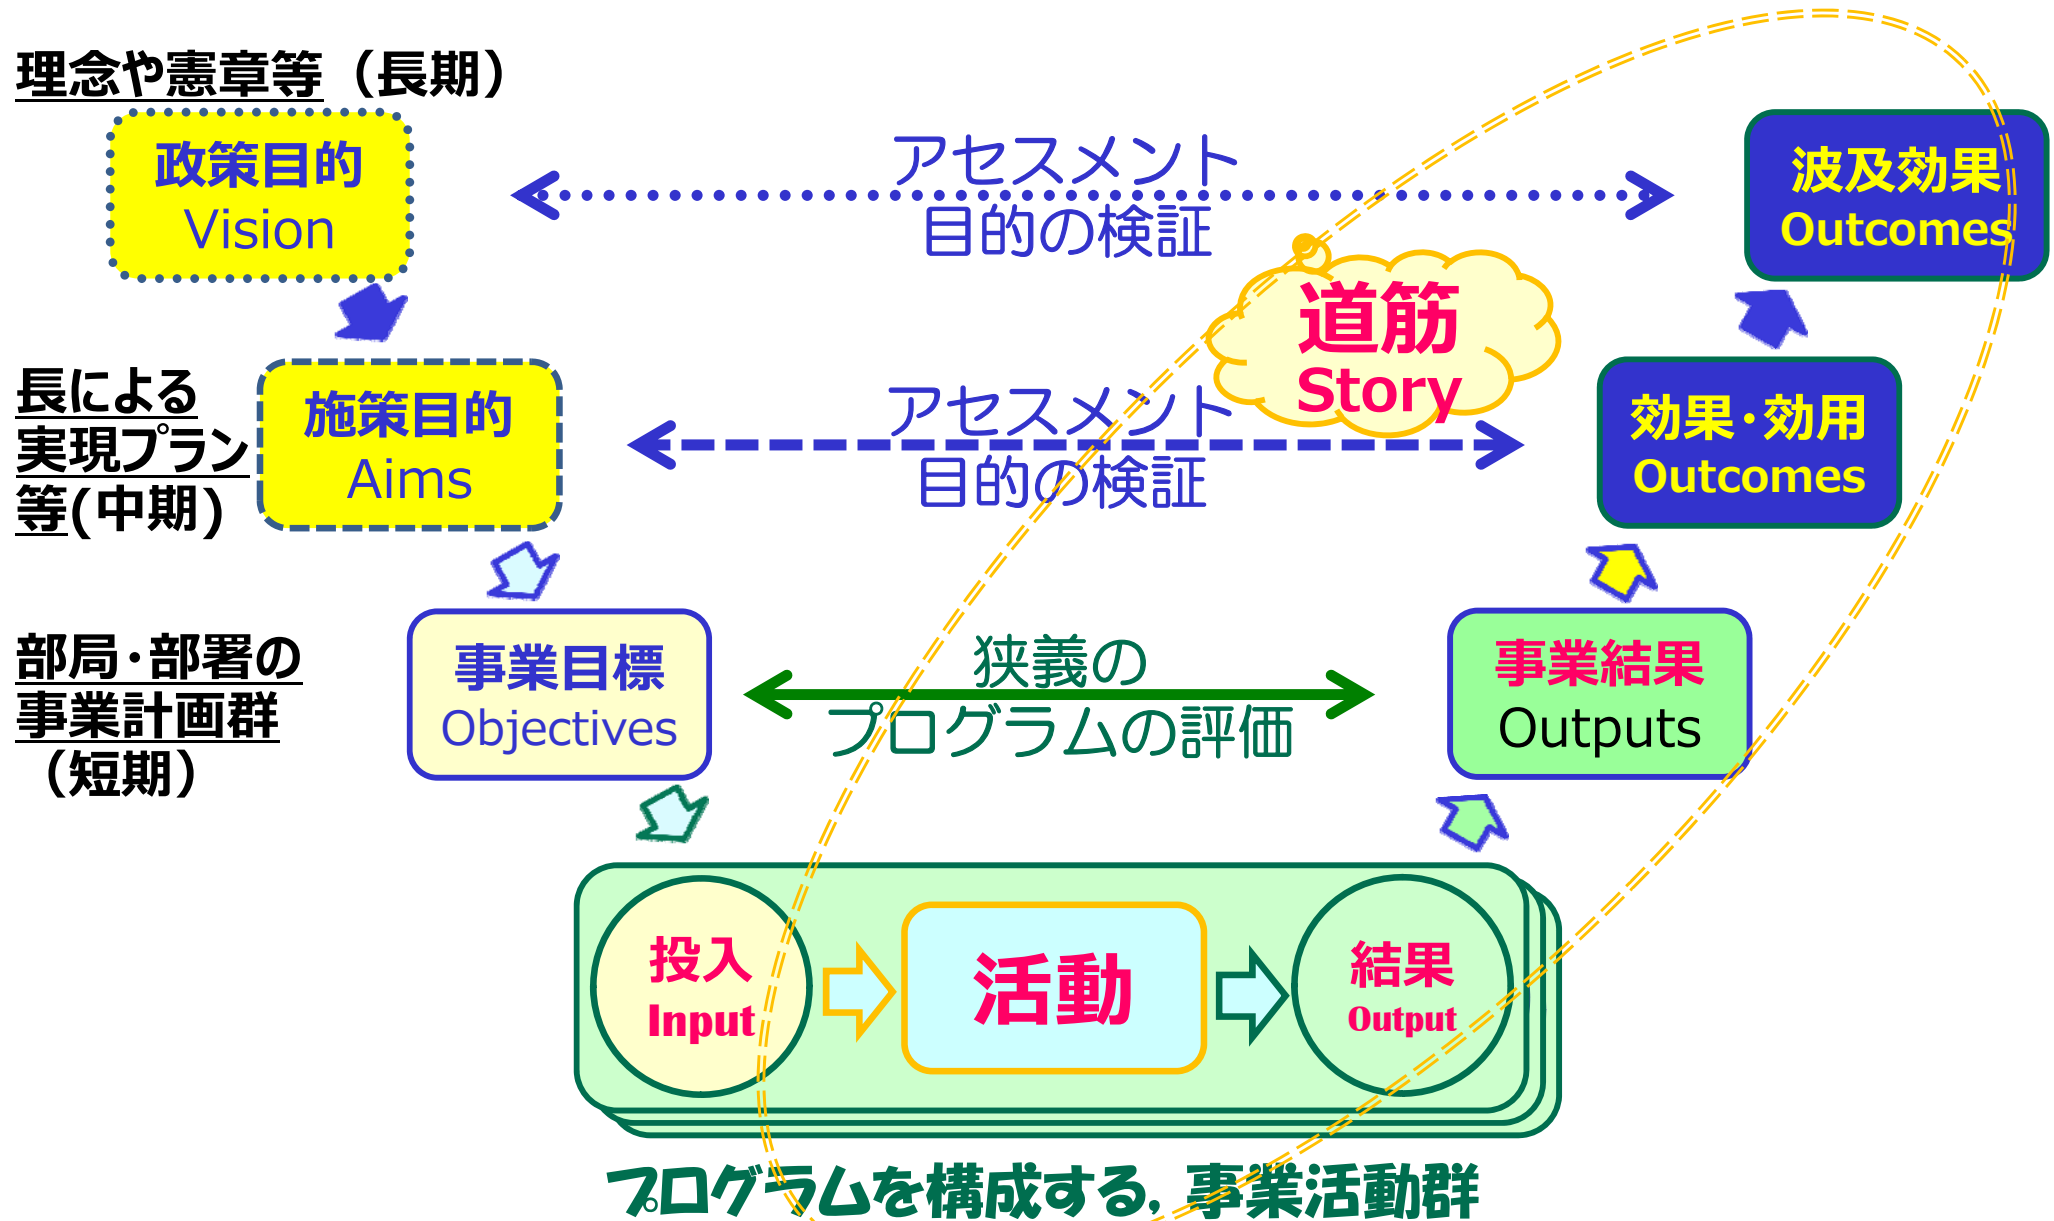 理念や憲章等（長期）
政策目的
Vision
アセスメント
目的の検証
波及効果
Outcomes
道筋
Story
長による
実現プラン
等(中期)
施策目的
Aims
アセスメント
目的の検証
効果・効用
Outcomes
部局・部署の
事業計画群
（短期）
事業目標
Objectives
狭義の
プログラムの評価
事業結果
Outputs
投入
Input
活動
結果
Output
プログラムを構成する, 事業活動群